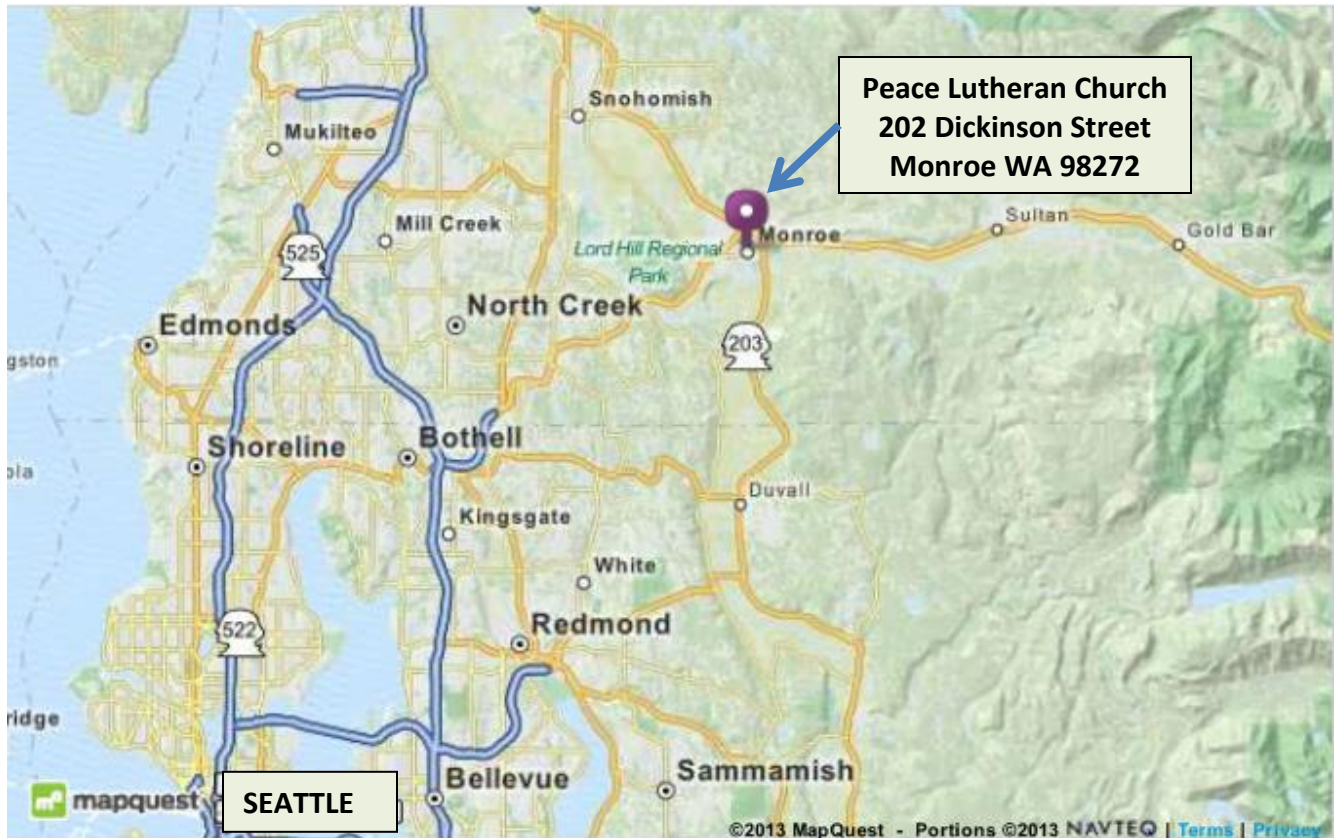 Snohomish
Peace Lutheran Church
202 Dickinson Street
Monroe WA 98272
Mukilteo
Mill Creek
525
Sultan
Gold Bar
Monroe
Lord Hill Regional
Park
North Creek
Edmonds
203
gston
Shoreline
Bothell
ola
Duvall
Kingsgate
White
Redmond
522
ridge
Bellevue
Sammamish
mapquest
SEATTLE
©2013 MapQuest - Portions ©2013 NAVTEQ | Terms | Privacy